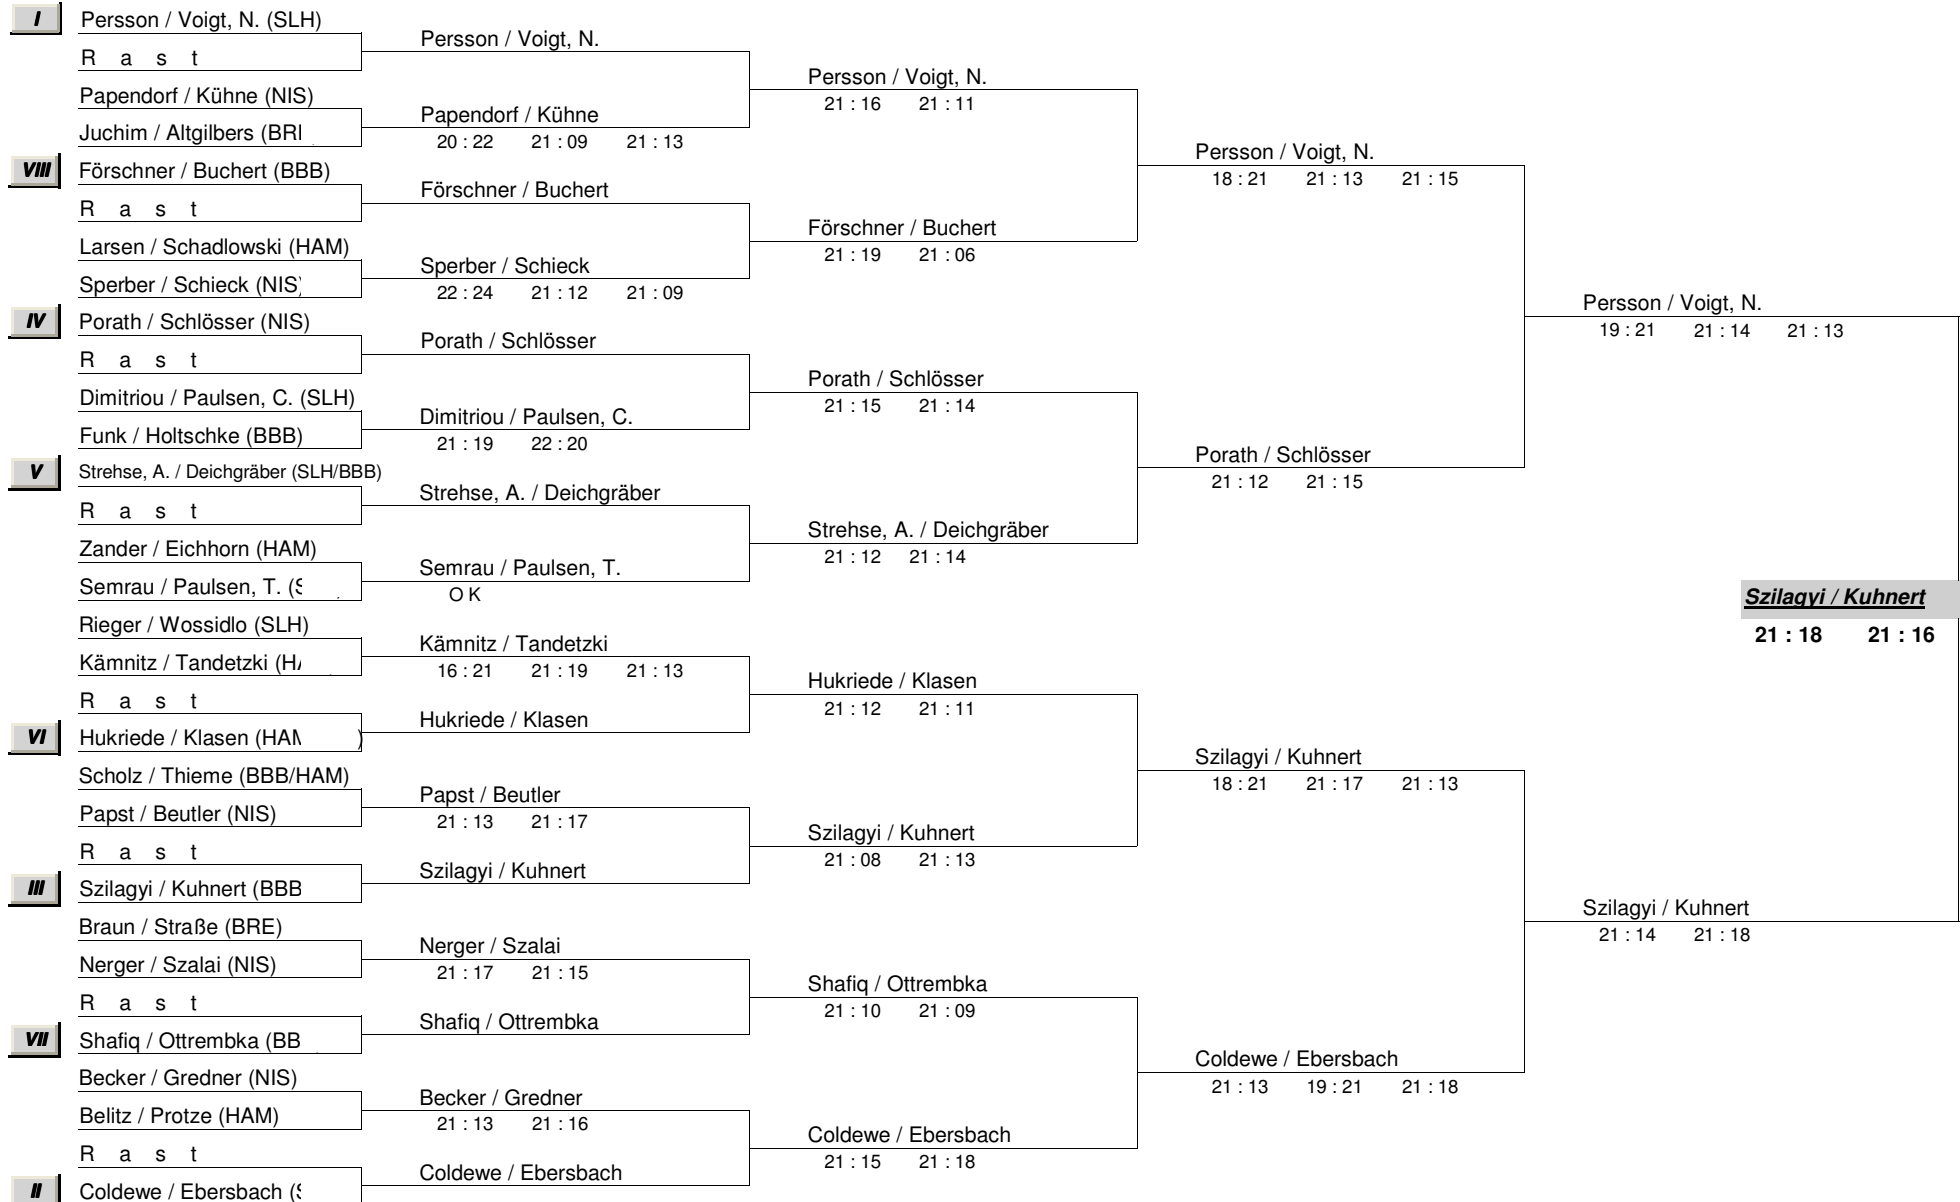 I Persson / Voigt, N. (SLH)
R a s t
Persson / Voigt, N.
Papendorf / Kühne (NIS)
Juchim / Altgilbers (BRI
Papendorf / Kühne
20 : 22 21 : 09 21 : 13
Persson / Voigt, N.
21 : 16 21 : 11
VIII Förschner / Buchert (BBB)
R a s t
Förschner / Buchert
Larsen / Schadlowski (HAM)
Sperber / Schieck (NIS)
Sperber / Schieck
22 : 24 21 : 12 21 : 09
Förschner / Buchert
21 : 19 21 : 06
Persson / Voigt, N.
18 : 21 21 : 13 21 : 15
IV Porath / Schlösser (NIS)
R a s t
Porath / Schlösser
Dimitriou / Paulsen, C. (SLH)
Funk / Holtschke (BBB)
Dimitriou / Paulsen, C.
21 : 19 22 : 20
Porath / Schlösser
21 : 15 21 : 14
V Strehse, A. / Deichgräber (SLH/BBB)
R a s t
Strehse, A. / Deichgräber
Zander / Eichhorn (HAM)
Semrau / Paulsen, T. (S
Semrau / Paulsen, T.
O K
Strehse, A. / Deichgräber
21 : 12 21 : 14
Porath / Schlösser
21 : 12 21 : 15
Persson / Voigt, N.
19 : 21 21 : 14 21 : 13
Rieger / Wossidlo (SLH)
Kämnitz / Tandetzki (HA
Kämnitz / Tandetzki
16 : 21 21 : 19 21 : 13
R a s t
VI Hukriede / Klasen (HAM )
Hukriede / Klasen
Hukriede / Klasen
21 : 12 21 : 11
Scholz / Thieme (BBB/HAM)
Papst / Beutler (NIS)
Papst / Beutler
21 : 13 21 : 17
R a s t
III Szilagyi / Kuhnert (BBB
Szilagyi / Kuhnert
Szilagyi / Kuhnert
21 : 08 21 : 13
Szilagyi / Kuhnert
18 : 21 21 : 17 21 : 13
Braun / Straße (BRE)
Nerger / Szalai (NIS)
Nerger / Szalai
21 : 17 21 : 15
R a s t
VII Shafiq / Ottrembka (BB
Shafiq / Ottrembka
Shafiq / Ottrembka
21 : 10 21 : 09
Becker / Gredner (NIS)
Belitz / Protze (HAM)
Becker / Gredner
21 : 13 21 : 16
R a s t
II Coldewe / Ebersbach (S
Coldewe / Ebersbach
Coldewe / Ebersbach
21 : 15 21 : 18
Coldewe / Ebersbach
21 : 13 19 : 21 21 : 18
Szilagyi / Kuhnert
21 : 14 21 : 18
Szilagyi / Kuhnert
21 : 18 21 : 16